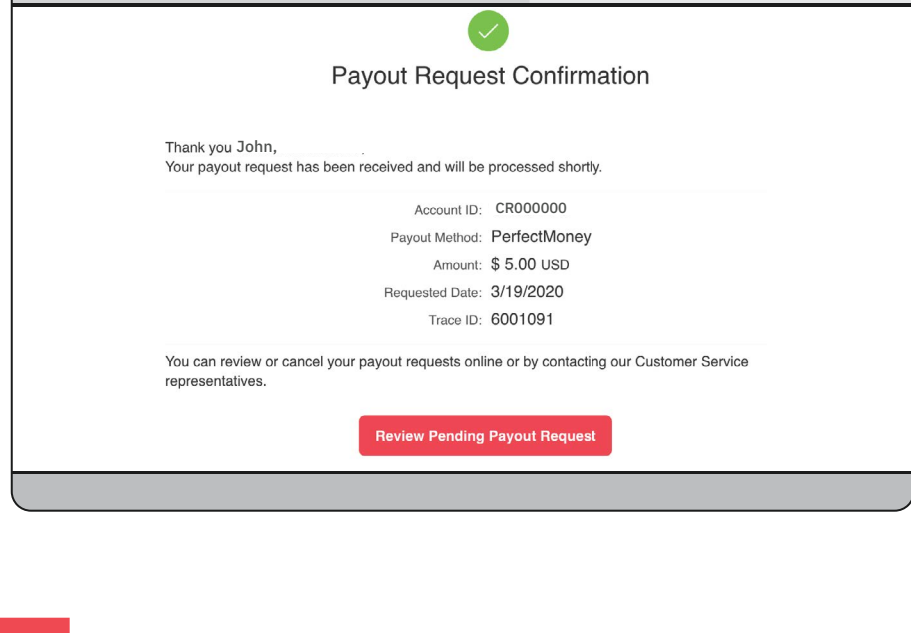 Payout Request Confirmation
Thank you John,
Your payout request has been received and will be processed shortly.
Account ID: CR000000
Payout Method: PerfectMoney
Amount: $ 5.00 USD
Requested Date: 3/19/2020
Trace ID: 6001091
You can review or cancel your payout requests online or by contacting our Customer Service
representatives.
Review Pending Payout Request